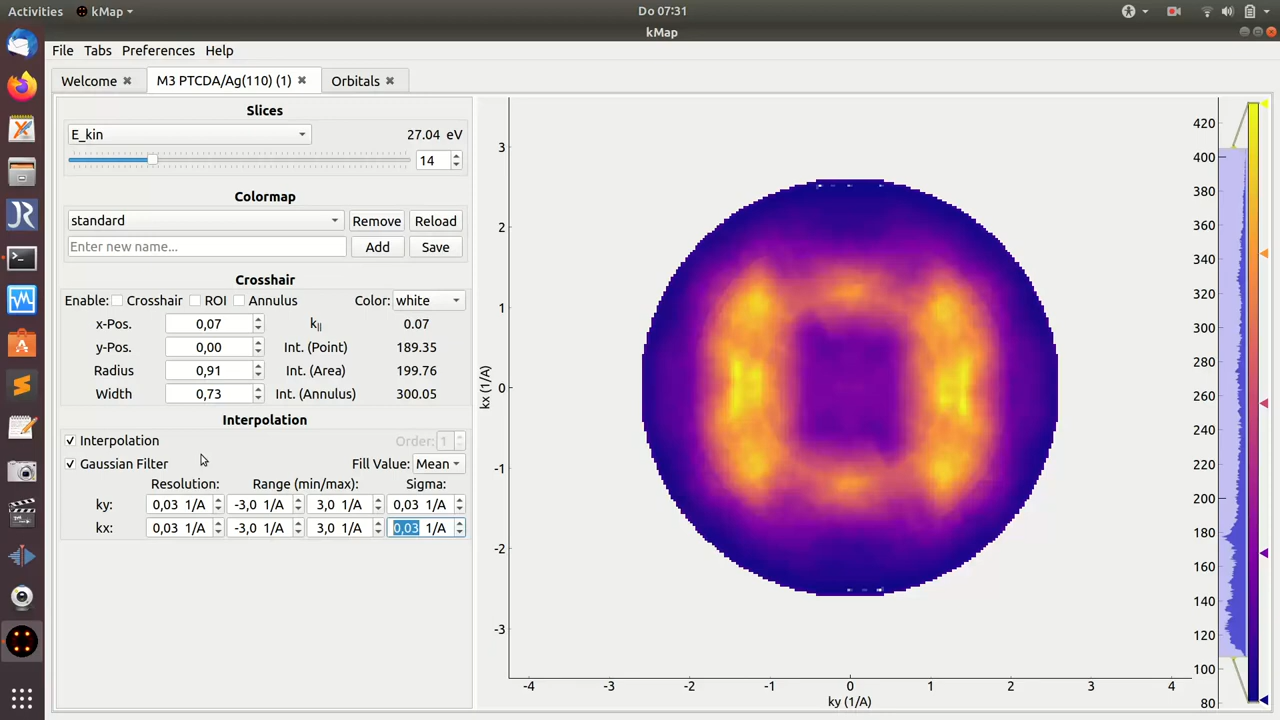 Activities kMap Do 07:31
kMap
File Tabs Preferences Help
Welcome M3 PTCDA/Ag(110) (1) Orbitals
Slices
E_kin 27.04 eV
14
Colormap
standard Remove Reload
Enter new name... Add Save
Crosshair
Enable: Crosshair ROI Annulus Color: white
x-Pos. 0,07 k|| 0.07
y-Pos. 0,00 Int. (Point) 189.35
Radius 0,91 Int. (Area) 199.76
Width 0,73 Int. (Annulus) 300.05
Interpolation
Interpolation Order: 1
Gaussian Filter Fill Value: Mean
Resolution: Range (min/max): Sigma:
ky: 0,03 1/A -3,0 1/A 3,0 1/A 0,03 1/A
kx: 0,03 1/A -3,0 1/A 3,0 1/A 0,03 1/A
kx (1/A)
3
2
1
0
-1
-2
-3
-4 -3 -2 -1 0 1 2 3 4
ky (1/A)
420
400
380
360
340
320
300
280
260
240
220
200
180
160
140
120
100
80